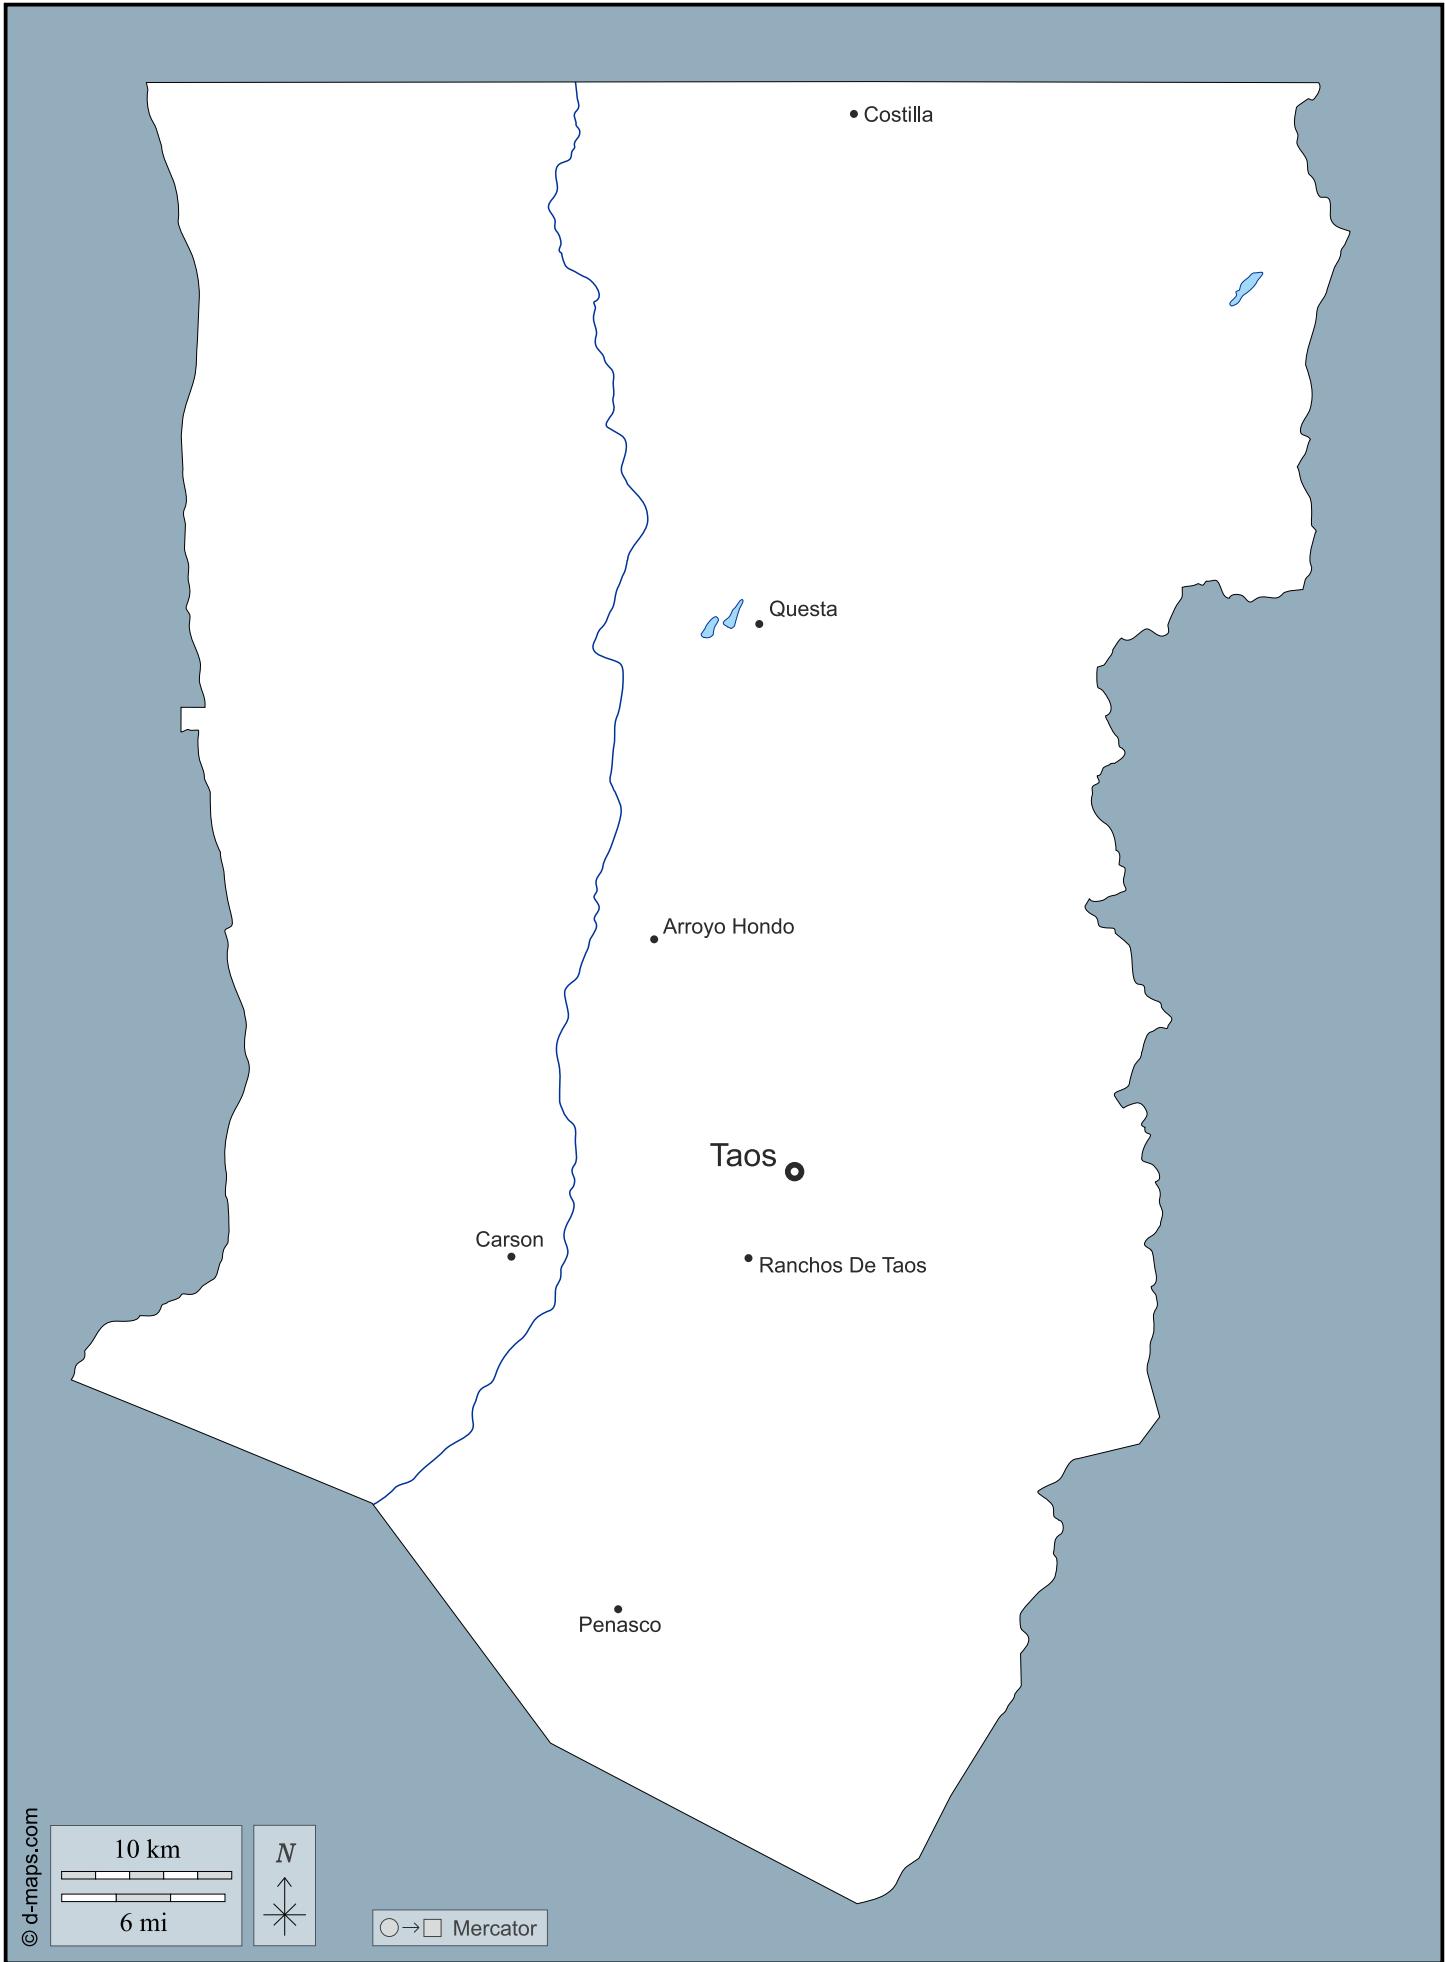 Costilla
Questa
Arroyo Hondo
Taos
Carson
Ranchos De Taos
Penasco
© d-maps.com
10 km
6 mi
N
Mercator